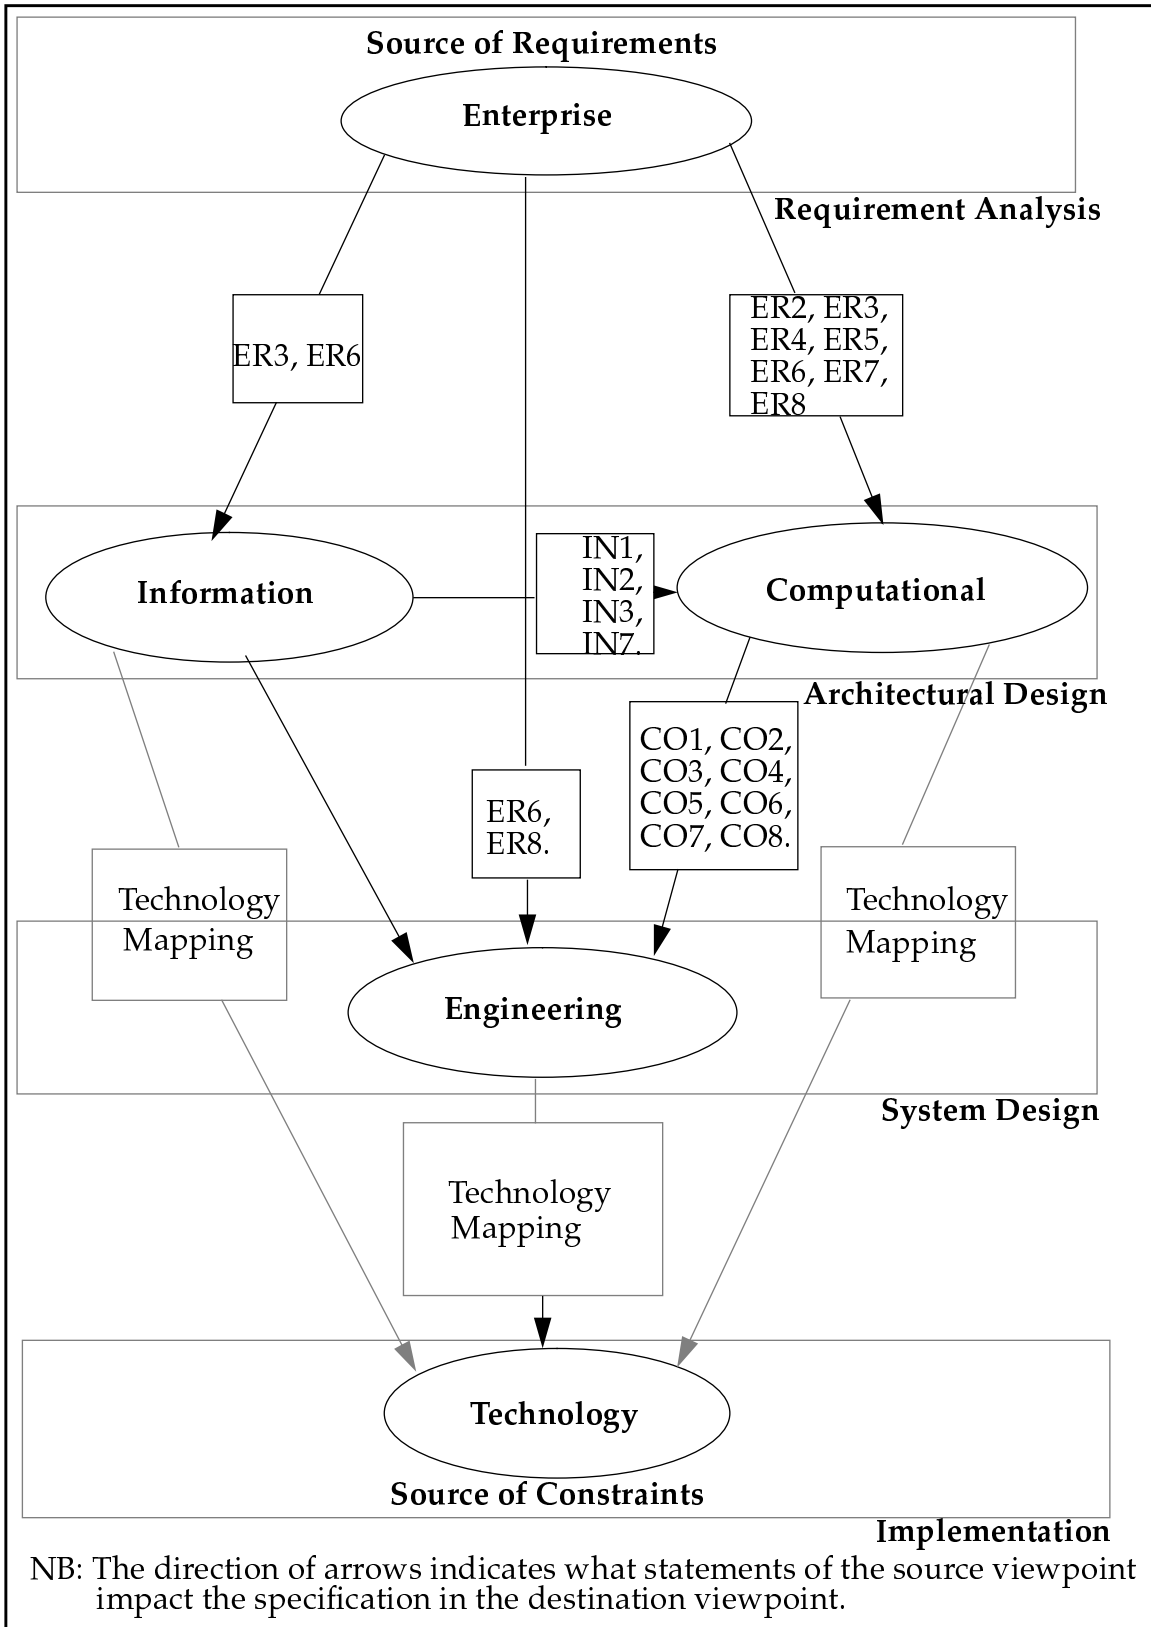 Source of Requirements
Enterprise
Requirement Analysis
ER3, ER6
ER2, ER3,
ER4, ER5,
ER6, ER7,
ER8
Information
IN1,
IN2,
IN3,
IN7.
Computational
Architectural Design
CO1, CO2,
CO3, CO4,
CO5, CO6,
CO7, CO8.
ER6,
ER8.
Technology
Mapping
Technology
Mapping
Engineering
System Design
Technology
Mapping
Technology
Source of Constraints
Implementation
NB: The direction of arrows indicates what statements of the source viewpoint
impact the specification in the destination viewpoint.